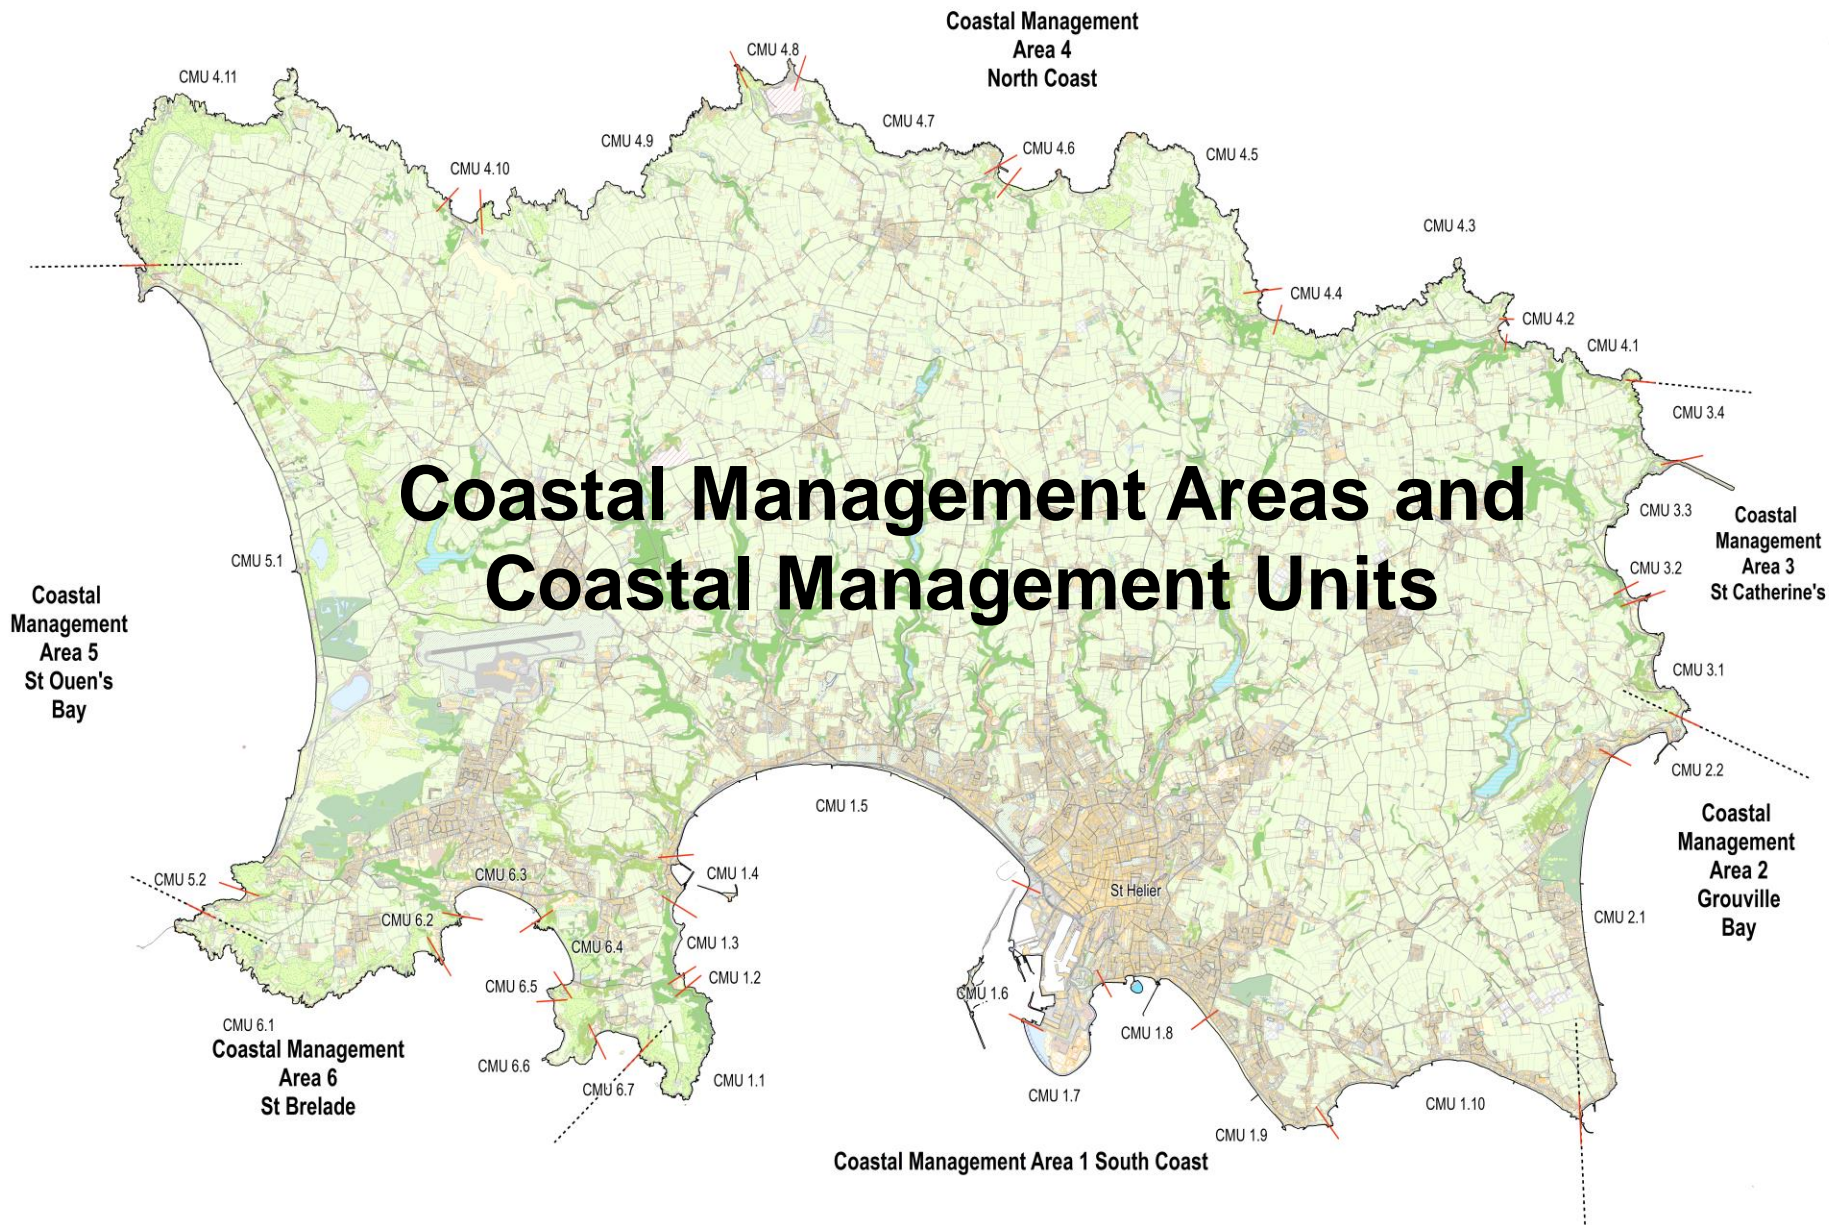 Coastal Management
Area 4
North Coast
CMU 4.8
CMU 4.11
CMU 4.7
CMU 4.9
CMU 4.6
CMU 4.5
CMU 4.10
CMU 4.3
CMU 4.4
CMU 4.2
CMU 4.1
CMU 3.4
Coastal Management Areas and
Coastal Management Units
CMU 3.3
Coastal
Management
Area 3
St Catherine's
CMU 5.1
CMU 3.2
Coastal
Management
Area 5
St Ouen's
Bay
CMU 3.1
CMU 2.2
CMU 1.5
Coastal
Management
Area 2
Grouville
Bay
CMU 5.2
CMU 6.3
CMU 1.4
St Helier
CMU 6.2
CMU 2.1
CMU 6.4
CMU 1.3
CMU 6.5
CMU 1.2
CMU 1.6
CMU 6.1
CMU 1.8
Coastal Management
Area 6
St Brelade
CMU 6.6
CMU 6.7
CMU 1.1
CMU 1.7
CMU 1.10
CMU 1.9
Coastal Management Area 1 South Coast